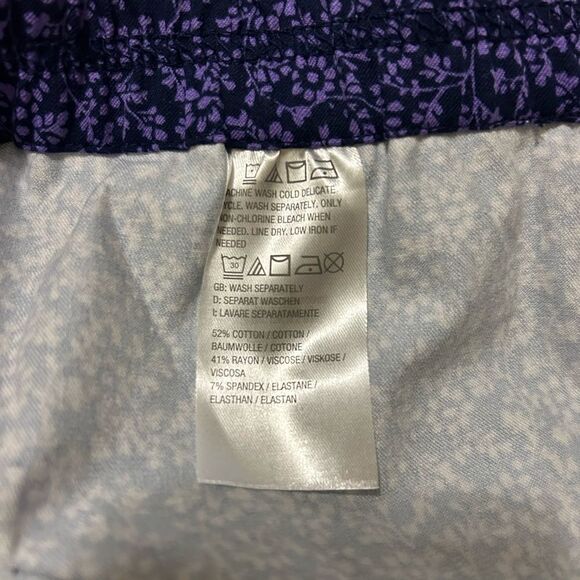 MACHINE WASH COLD DELICATE
CYCLE. WASH SEPARATELY. ONLY
NON-CHLORINE BLEACH WHEN
NEEDED. LINE DRY. LOW IRON IF
NEEDED
30
GB: WASH SEPARATELY
D: SEPARAT WASCHEN
I: LAVARE SEPARATAMENTE
52% COTTON / COTTON /
BAUMWOLLE / COTONE
41% RAYON / VISCOSE / VISKOSE /
VISCOSA
7% SPANDEX / ELASTANE /
ELASTHAN / ELASTAN